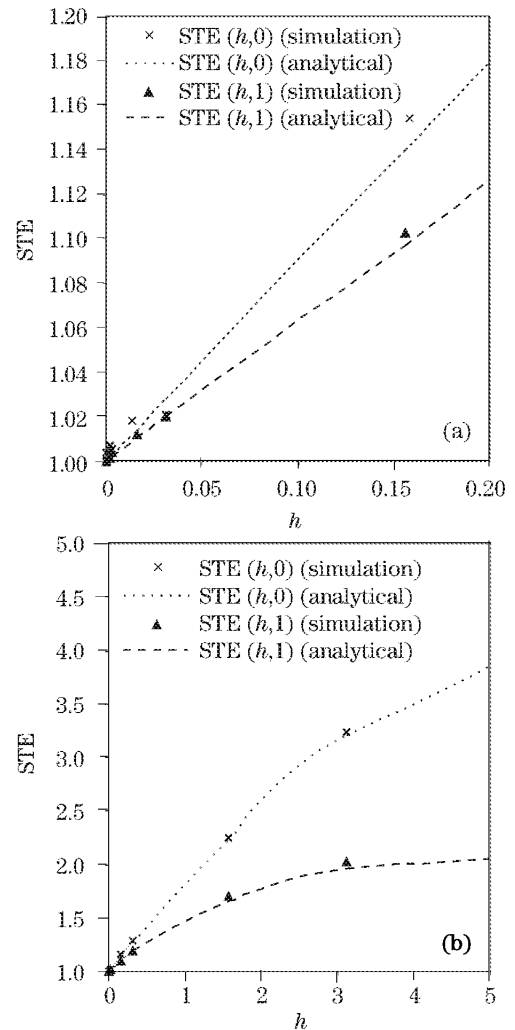 1.20
1.18
1.16
1.14
1.12
1.10
1.08
1.06
1.04
1.02
1.00
STE
STE (h,0) (simulation)
STE (h,0) (analytical)
STE (h,1) (simulation)
STE (h,1) (analytical)
(a)
0 0.05 0.10 0.15 0.20
h
5.0
4.5
4.0
3.5
3.0
2.5
2.0
1.5
1.0
STE
STE (h,0) (simulation)
STE (h,0) (analytical)
STE (h,1) (simulation)
STE (h,1) (analytical)
(b)
0 1 2 3 4 5
h